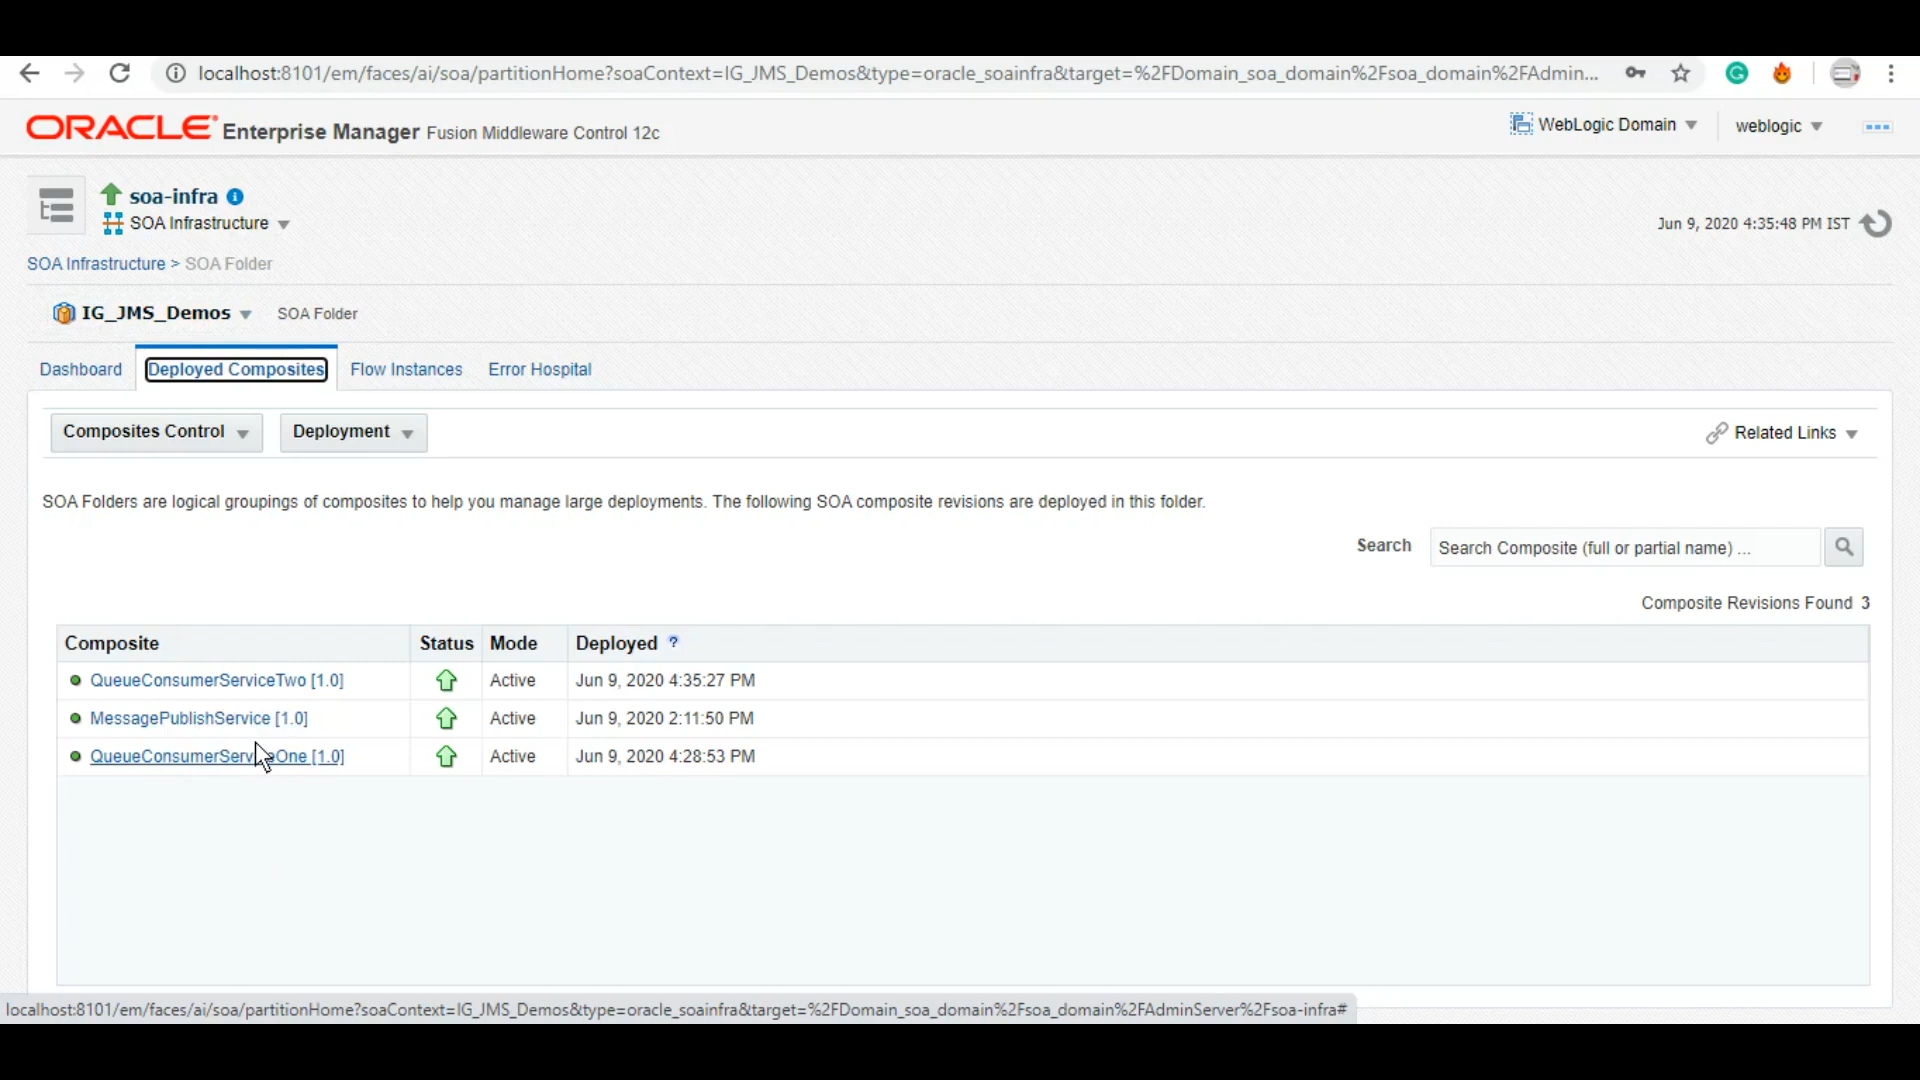 localhost:8101/em/faces/ai/soa/partitionHome?soaContext=IG_JMS_Demos&type=oracle_soainfra&target=%2FDomain_soa_domain%2Fsoa_domain%2FAdmin...
ORACLE Enterprise Manager Fusion Middleware Control 12c
WebLogic Domain
weblogic
soa-infra
SOA Infrastructure
Jun 9, 2020 4:35:48 PM IST
SOA Infrastructure > SOA Folder
IG_JMS_Demos SOA Folder
Dashboard Deployed Composites Flow Instances Error Hospital
Composites Control Deployment Related Links
SOA Folders are logical groupings of composites to help you manage large deployments. The following SOA composite revisions are deployed in this folder.
Search Search Composite (full or partial name) ...
Composite Revisions Found 3
Composite Status Mode Deployed ?
QueueConsumerServiceTwo [1.0] Active Jun 9, 2020 4:35:27 PM
MessagePublishService [1.0] Active Jun 9, 2020 2:11:50 PM
QueueConsumerServiceOne [1.0] Active Jun 9, 2020 4:28:53 PM
localhost:8101/em/faces/ai/soa/partitionHome?soaContext=IG_JMS_Demos&type=oracle_soainfra&target=%2FDomain_soa_domain%2Fsoa_domain%2FAdminServer%2Fsoa-infra#